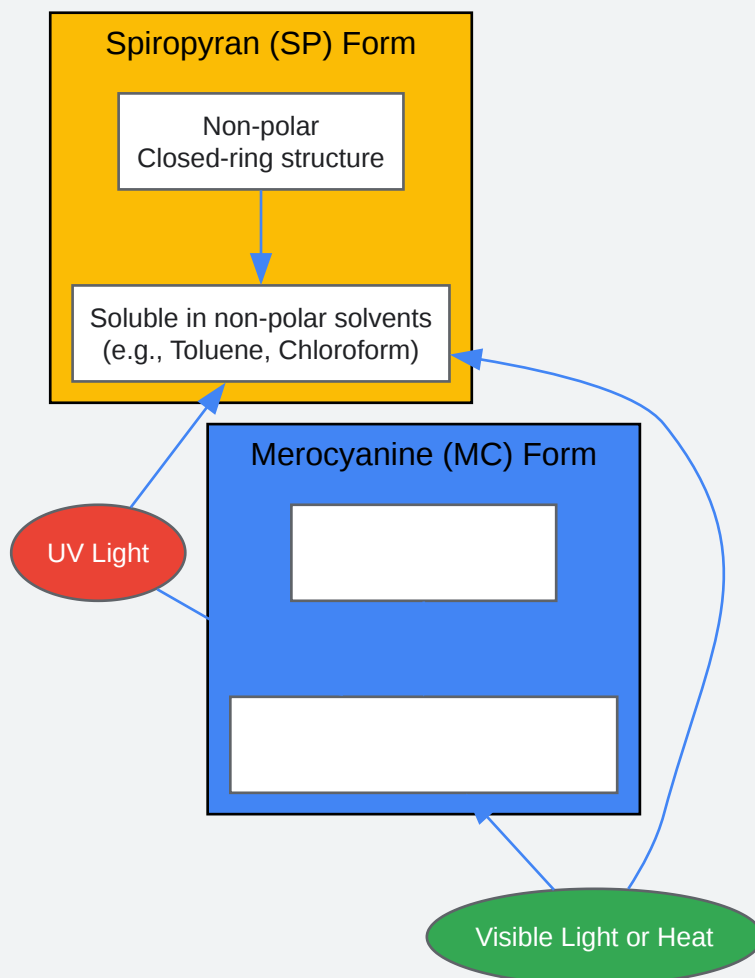 Spiropyran (SP) Form
Non-polar
Closed-ring structure
Soluble in non-polar solvents
(e.g., Toluene, Chloroform)
Merocyanine (MC) Form
UV Light
Visible Light or Heat